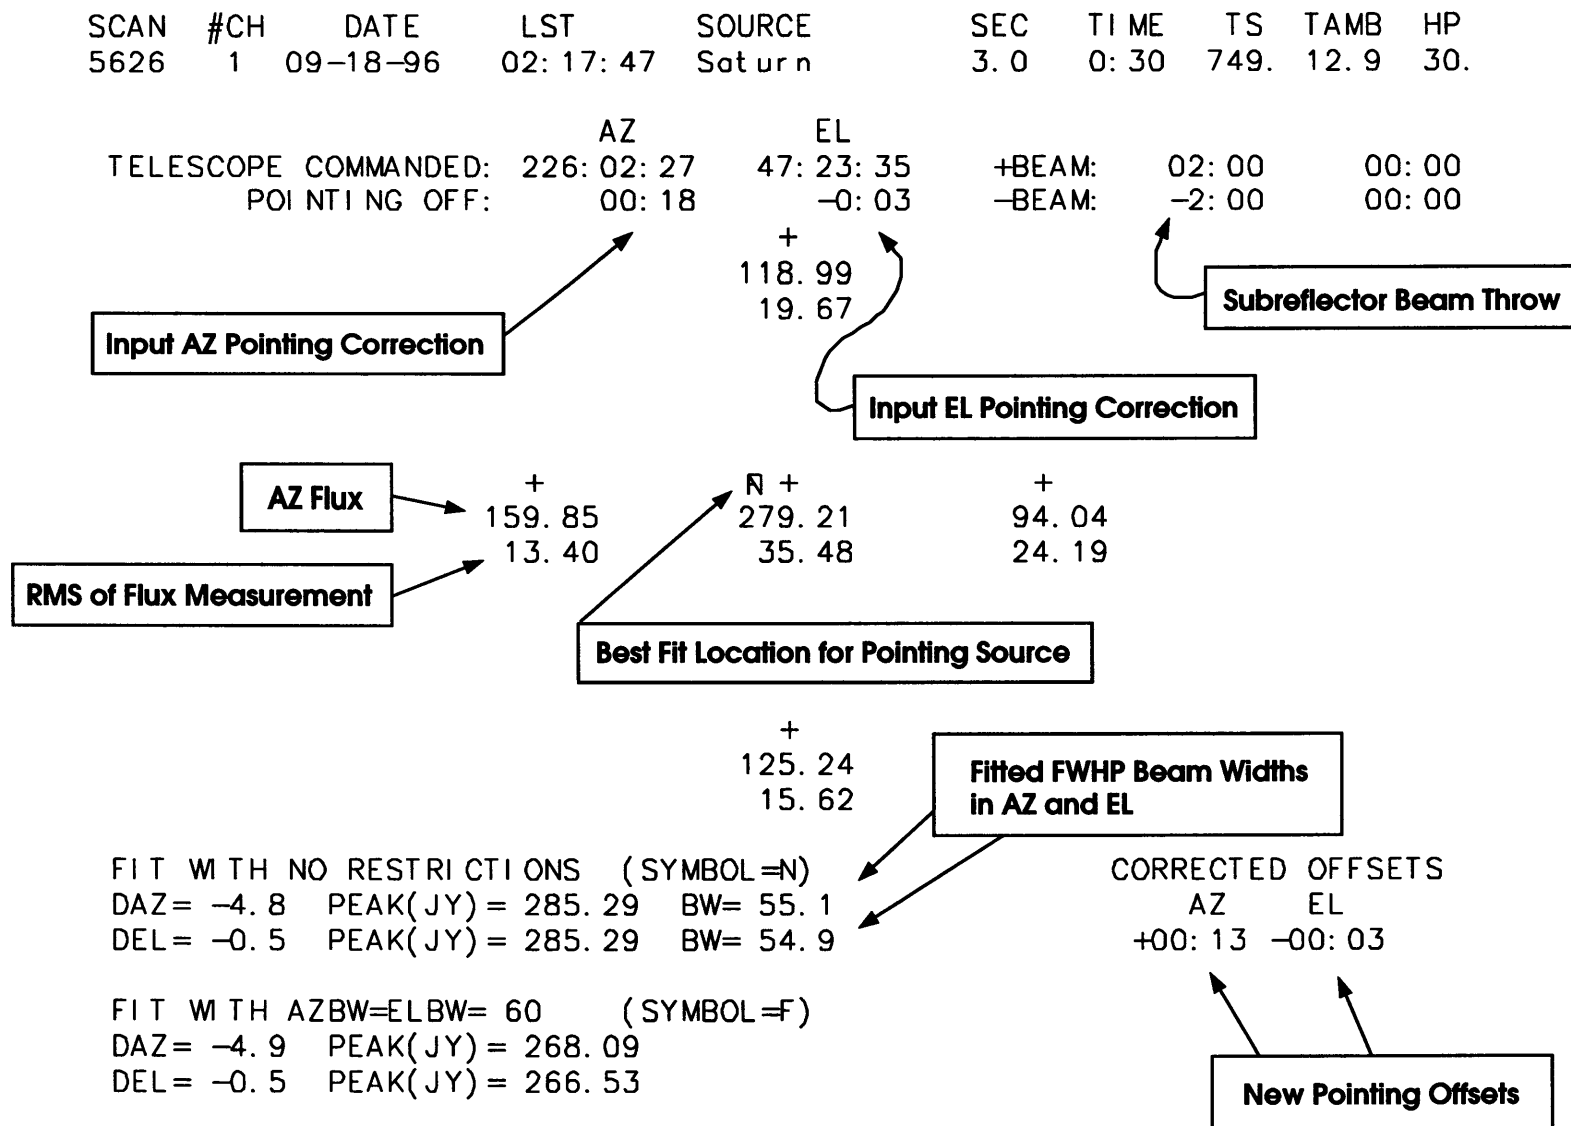 SCAN #CH DATE LST SOURCE SEC TIME TS TAMB HP
5626 1 09-18-96 02:17:47 Saturn 3.0 0:30 749. 12.9 30.
AZ EL
TELESCOPE COMMANDED: 226:02:27 47:23:35 +BEAM: 02:00 00:00
POINTING OFF: 00:18 -0:03 -BEAM: -2:00 00:00
+
118.99
19.67
Subreflector Beam Throw
Input AZ Pointing Correction
Input EL Pointing Correction
AZ Flux
+ N + +
159.85 279.21 94.04
13.40 35.48 24.19
RMS of Flux Measurement
Best Fit Location for Pointing Source
+
125.24
15.62
Fitted FWHP Beam Widths
in AZ and EL
FIT WITH NO RESTRICTIONS (SYMBOL=N) CORRECTED OFFSETS
DAZ= -4.8 PEAK(JY)= 285.29 BW= 55.1 AZ EL
DEL= -0.5 PEAK(JY)= 285.29 BW= 54.9 +00:13 -00:03
FIT WITH AZBW=ELBW= 60 (SYMBOL=F)
DAZ= -4.9 PEAK(JY)= 268.09
DEL= -0.5 PEAK(JY)= 266.53
New Pointing Offsets